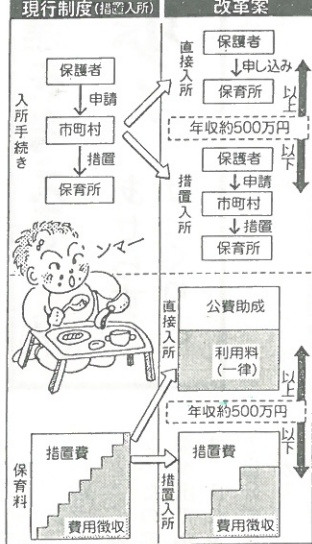 現行制度(措置入所)
改革案
入所手続き
保護者
申請
市町村
措置
保育所
直接入所
保護者
申し込み
保育所
以上
年収約500万円
以下
措置入所
保護者
申請
市町村
措置
保育所
ンマー
直接入所
公費助成
利用料
(一律)
以上
年収約500万円
以下
保育料
措置費
費用徴収
措置入所
措置費
費用徴収